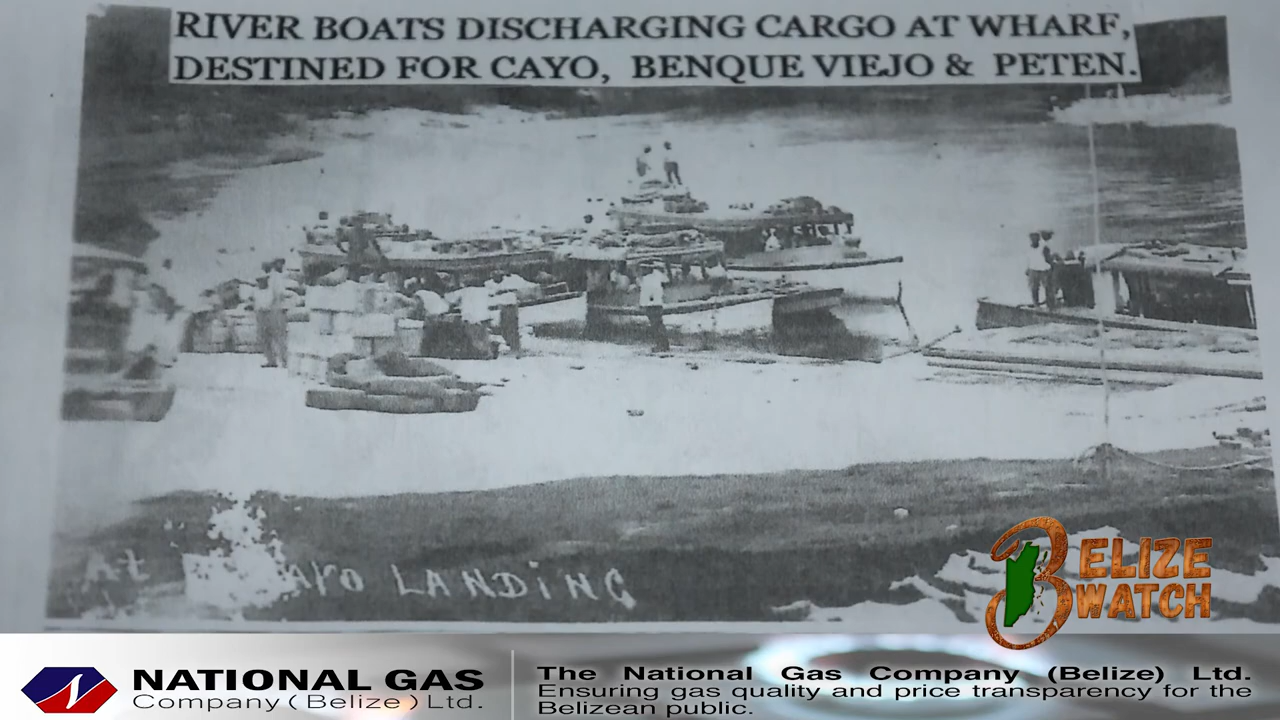 RIVER BOATS DISCHARGING CARGO AT WHARF,
DESTINED FOR CAYO, BENQUE VIEJO & PETEN.
At LANDING
BELIZE
WATCH
NATIONAL GAS
Company (Belize) Ltd.
The National Gas Company (Belize) Ltd.
Ensuring gas quality and price transparency for the
Belizean public.